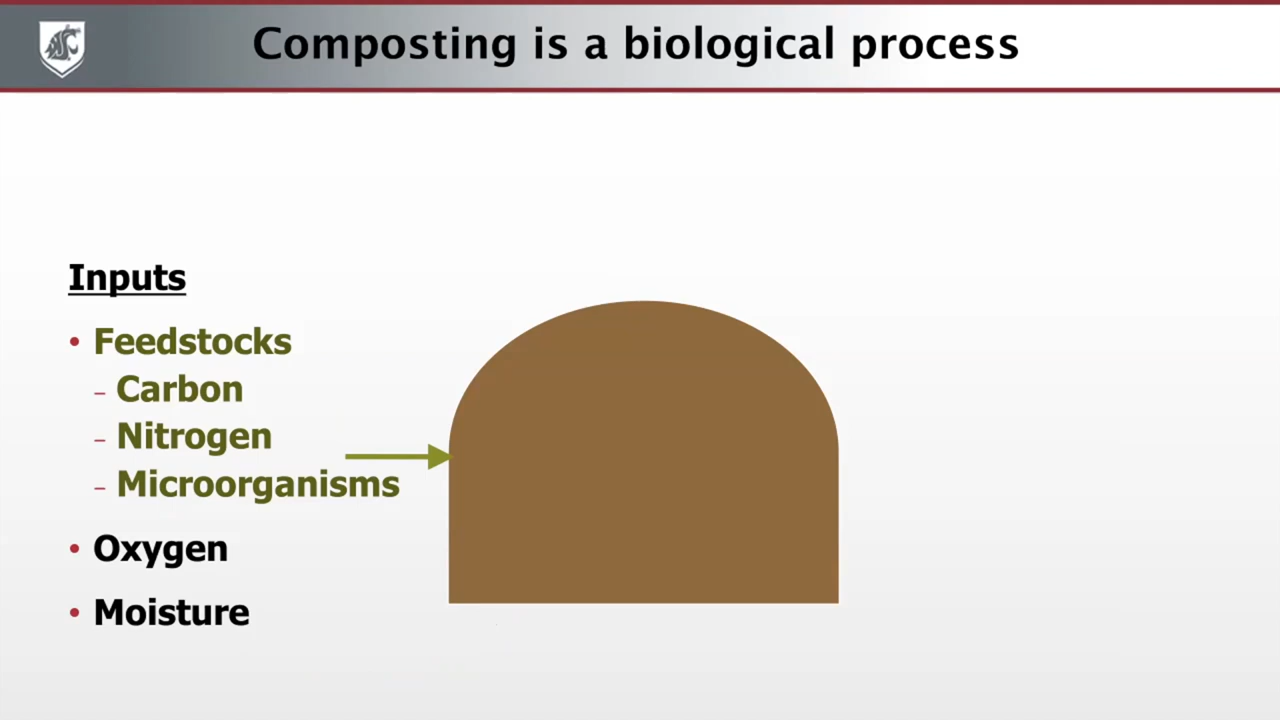 Composting is a biological process
Inputs
• Feedstocks
– Carbon
– Nitrogen
– Microorganisms
• Oxygen
• Moisture